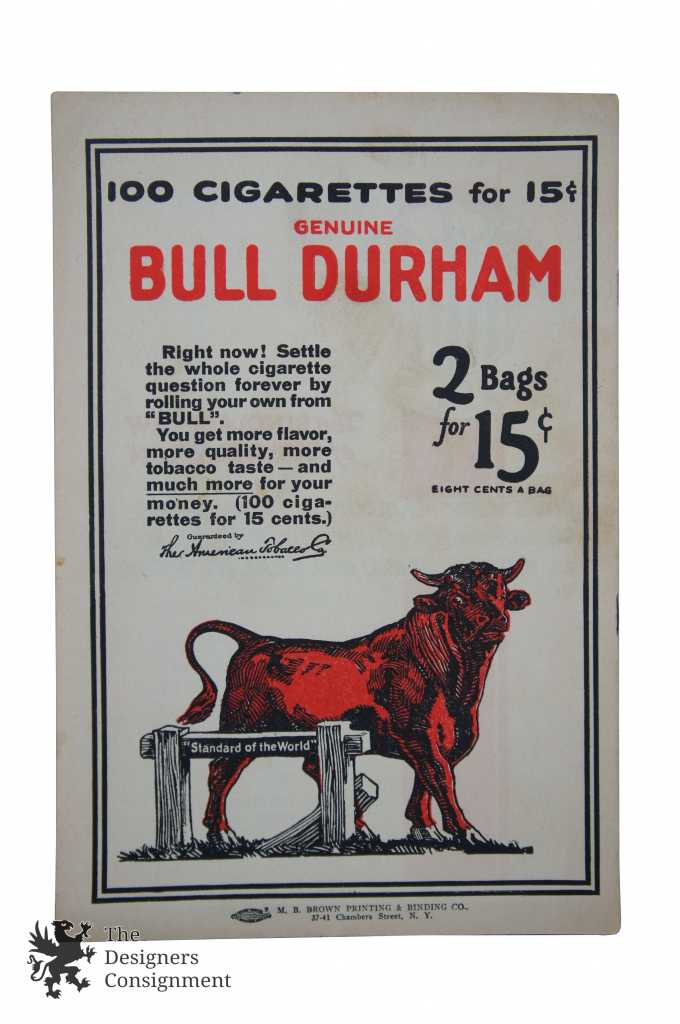 100 CIGARETTES for 15¢
GENUINE
BULL DURHAM
Right now! Settle
the whole cigarette
question forever by
rolling your own from
"BULL".
You get more flavor,
more quality, more
tobacco taste—and
much more for your
money. (100 ciga-
rettes for 15 cents.)
Guaranteed by
The American Tobacco Co
2 Bags
for 15¢
EIGHT CENTS A BAG
"Standard of the World"
M. B. BROWN PRINTING & BINDING CO.,
37-41 Chambers Street, N. Y.
The
Designers
Consignment